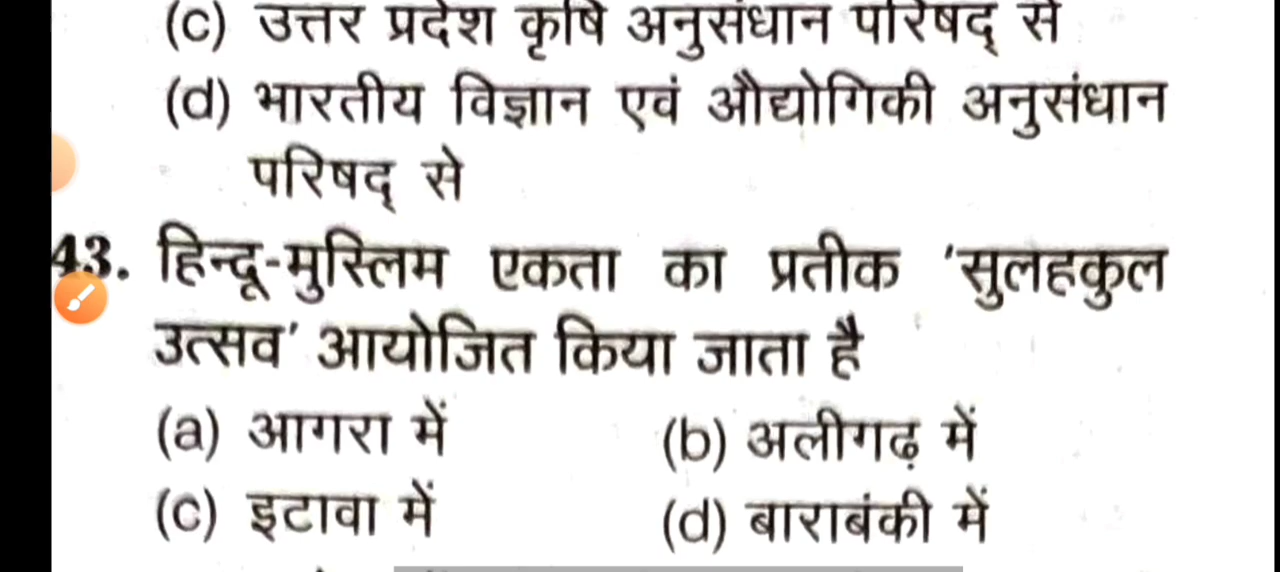 (c) उत्तर प्रदेश कृषि अनुसंधान परिषद् से
(d) भारतीय विज्ञान एवं औद्योगिकी अनुसंधान
परिषद् से
43. हिन्दू-मुस्लिम एकता का प्रतीक ‘सुलहकुल
उत्सव’ आयोजित किया जाता है
(a) आगरा में (b) अलीगढ़ में
(c) इटावा में (d) बाराबंकी में